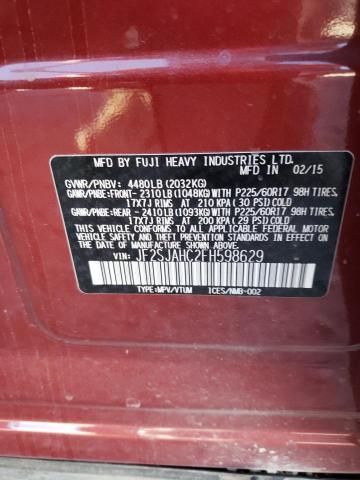 MFD. BY FUJI HEAVY INDUSTRIES LTD.
02/15
GVWR/PNBV: 4480LB(2032KG)
GAWR/PNBE:FRONT- 2310LB(1048KG)WITH P225/60R17 98H TIRES,
17X7J RIMS AT 210 KPA( 30 PSI)COLD
GAWR/PNBE:REAR - 2410LB(1093KG)WITH P225/60R17 98H TIRES,
17X7J RIMS AT 200 KPA( 29 PSI)COLD
THIS VEHICLE CONFORMS TO ALL APPLICABLE FEDERAL MOTOR
VEHICLE SAFETY, BUMPER, AND THEFT PREVENTION STANDARDS
IN EFFECT ON THE DATE OF MANUFACTURE SHOWN ABOVE.
VIN: JF2SJAHC2FH598629
TYPE:MPV/VTUM ICES/NMB-002